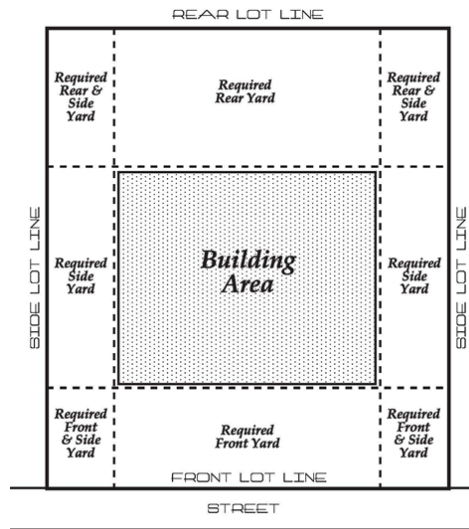 REAR LOT LINE
Required
Rear &
Side
Yard
Required
Rear Yard
Required
Rear &
Side
Yard
SIDE LOT LINE
Required
Side
Yard
Building
Area
Required
Side
Yard
SIDE LOT LINE
Required
Front
& Side
Yard
Required
Front Yard
Required
Front
& Side
Yard
FRONT LOT LINE
STREET